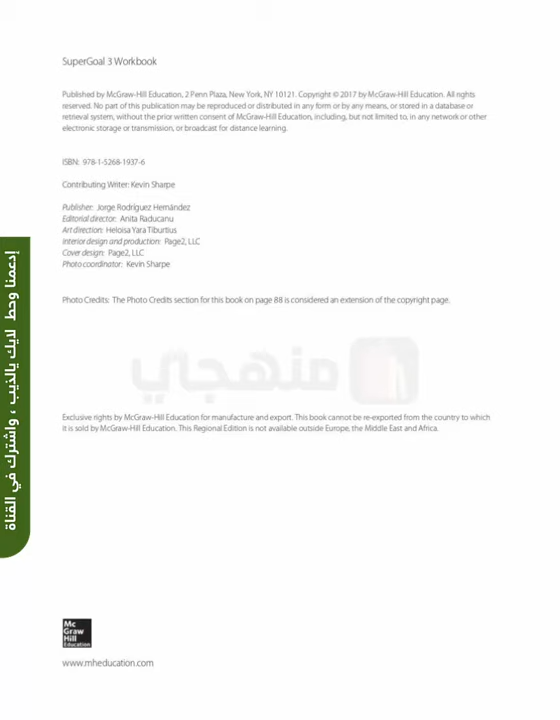 SuperGoal 3 Workbook
Published by McGraw-Hill Education, 2 Penn Plaza, New York, NY 10121. Copyright © 2017 by McGraw-Hill Education. All rights
reserved. No part of this publication may be reproduced or distributed in any form or by any means, or stored in a database or
retrieval system, without the prior written consent of McGraw-Hill Education, including, but not limited to, in any network or other
electronic storage or transmission, or broadcast for distance learning.
ISBN: 978-1-5268-1937-6
Contributing Writer: Kevin Sharpe
Publisher: Jorge Rodríguez Hernández
Editorial director: Anita Raducanu
Art direction: Heloisa Yara Tiburtius
Interior design and production: Page2, LLC
Cover design: Page2, LLC
Photo coordinator: Kevin Sharpe
Photo Credits: The Photo Credits section for this book on page 88 is considered an extension of the copyright page.
منهجي
Exclusive rights by McGraw-Hill Education for manufacture and export. This book cannot be re-exported from the country to which
it is sold by McGraw-Hill Education. This Regional Edition is not available outside Europe, the Middle East and Africa.
إدعمنا وحط لايك يالذيب ، واشترك في القناة
Mc
Graw
Hill
Education
www.mheducation.com